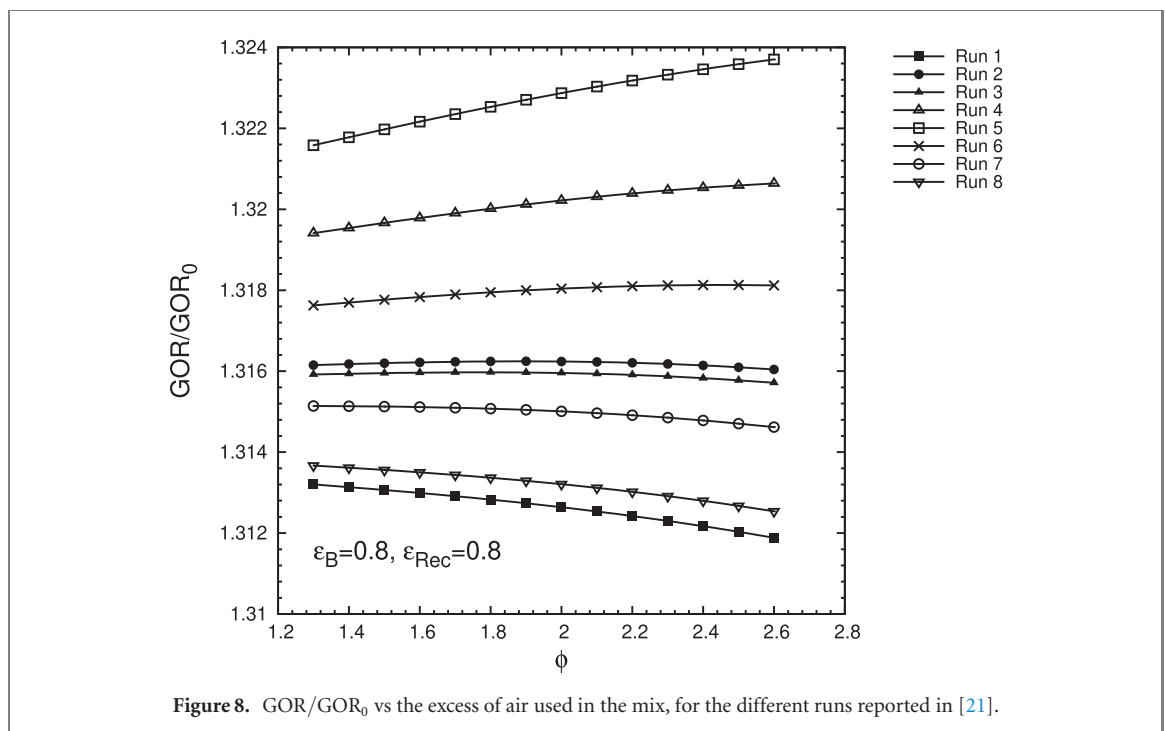 1.324
1.322
1.32
1.318
1.316
1.314
1.312
1.31
GOR/GOR₀
1.2 1.4 1.6 1.8 2 2.2 2.4 2.6 2.8
ϕ
εB=0.8, εRec=0.8
Run 1
Run 2
Run 3
Run 4
Run 5
Run 6
Run 7
Run 8
Figure 8. GOR/GOR₀ vs the excess of air used in the mix, for the different runs reported in [21].